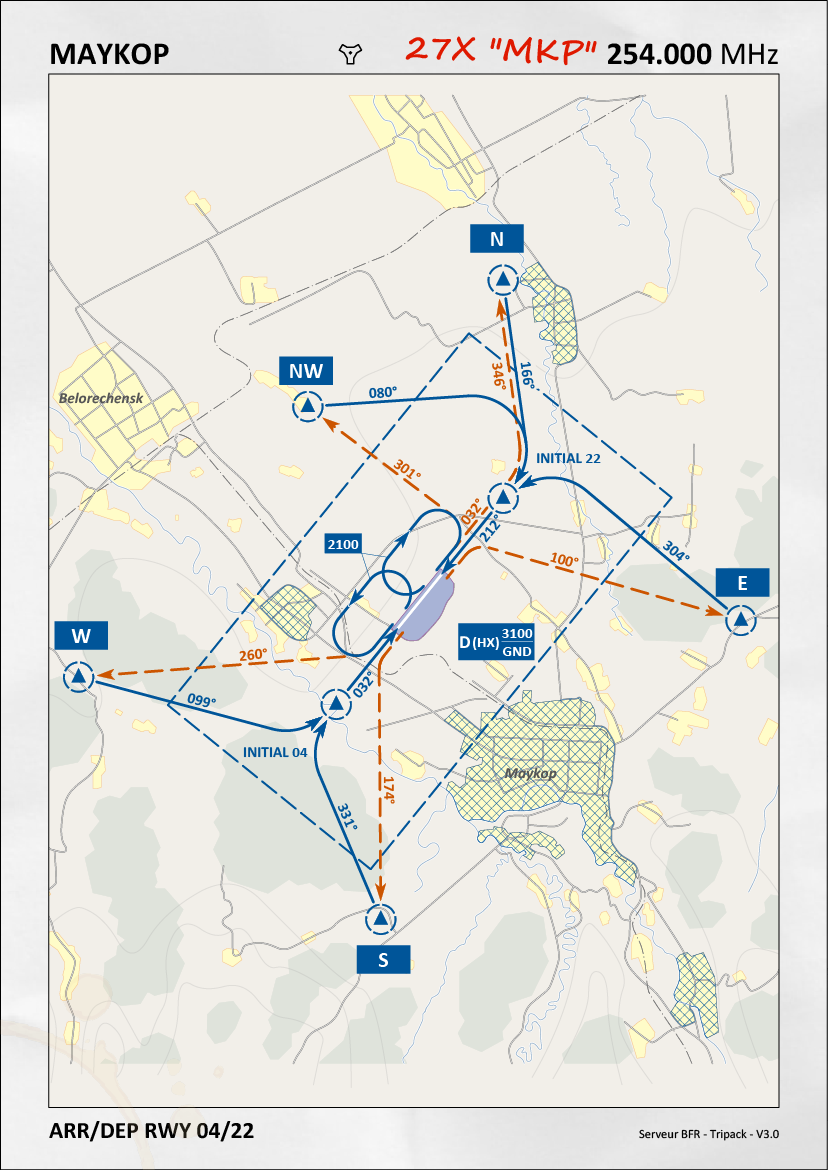 MAYKOP 27X "MKP" 254.000 MHz
N
166°
346°
NW
080°
Belorechensk
301°
INITIAL 22
032°
212°
2100
304°
100°
E
D (HX) 3100
GND
W
260°
099°
032°
INITIAL 04
Maykop
174°
331°
S
ARR/DEP RWY 04/22
Serveur BFR - Tripack - V3.0